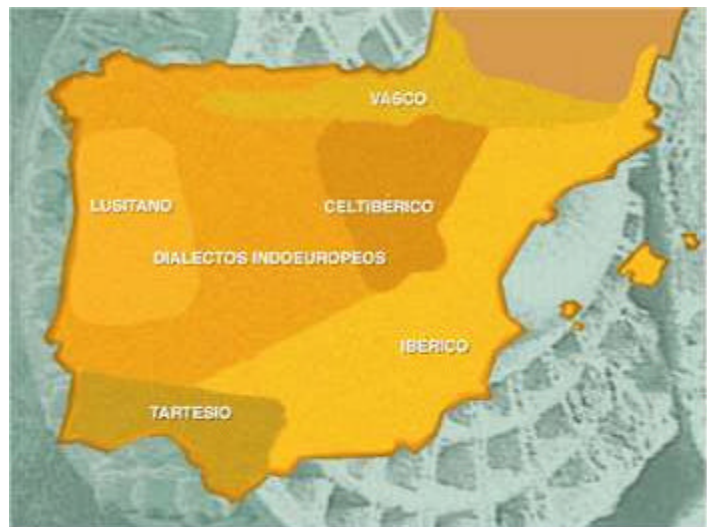 VASCO
LUSITANO
CELTIBERICO
DIALECTOS INDOEUROPEOS
IBERICO
TARTESIO